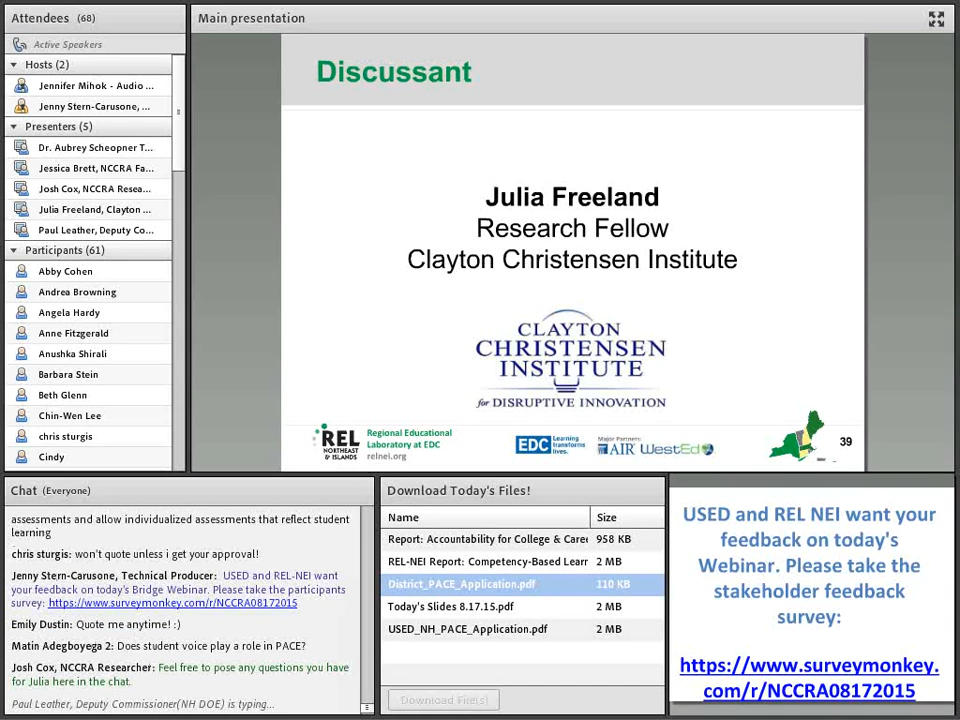 Attendees (68)
Active Speakers
Hosts (2)
Jennifer Mihok - Audio ...
Jenny Stern-Carusone, ...
Presenters (5)
Dr. Aubrey Scheopner T...
Jessica Brett, NCCRA Fa...
Josh Cox, NCCRA Resea...
Julia Freeland, Clayton ...
Paul Leather, Deputy Co...
Participants (61)
Abby Cohen
Andrea Browning
Angela Hardy
Anne Fitzgerald
Anushka Shirali
Barbara Stein
Beth Glenn
Chin-Wen Lee
chris sturgis
Cindy
Main presentation
Discussant
Julia Freeland
Research Fellow
Clayton Christensen Institute
CLAYTON
CHRISTENSEN
INSTITUTE
for DISRUPTIVE INNOVATION
REL
NORTHEAST
& ISLANDS
Regional Educational
Laboratory at EDC
relnei.org
EDC
Learning
transforms
lives.
Major Partners:
AIR WestEd
39
Chat (Everyone)
assessments and allow individualized assessments that reflect student
learning
chris sturgis: won't quote unless i get your approval!
Jenny Stern-Carusone, Technical Producer: USED and REL-NEI want
your feedback on today's Bridge Webinar. Please take the participants
survey: https://www.surveymonkey.com/r/NCCRA08172015
Emily Dustin: Quote me anytime! :)
Matin Adegboyega 2: Does student voice play a role in PACE?
Josh Cox, NCCRA Researcher: Feel free to pose any questions you have
for Julia here in the chat.
Paul Leather, Deputy Commissioner(NH DOE) is typing...
Download Today's Files!
Name Size
Report: Accountability for College & Caree 958 KB
REL-NEI Report: Competency-Based Learr 2 MB
District_PACE_Application.pdf 110 KB
Today's Slides 8.17.15.pdf 2 MB
USED_NH_PACE_Application.pdf 2 MB
Download File(s)
USED and REL NEI want your
feedback on today's
Webinar. Please take the
stakeholder feedback
survey:
https://www.surveymonkey.
com/r/NCCRA08172015